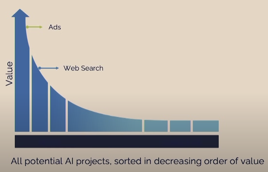 Ads
Web Search
Value
All potential AI projects, sorted in decreasing order of value